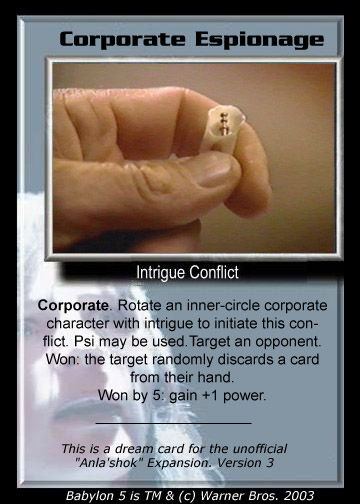 Corporate Espionage
Intrigue Conflict
Corporate. Rotate an inner-circle corporate
character with intrigue to initiate this con-
flict. Psi may be used.Target an opponent.
Won: the target randomly discards a card
from their hand.
Won by 5: gain +1 power.
This is a dream card for the unofficial
"Anla'shok" Expansion. Version 3
Babylon 5 is TM & (c) Warner Bros. 2003